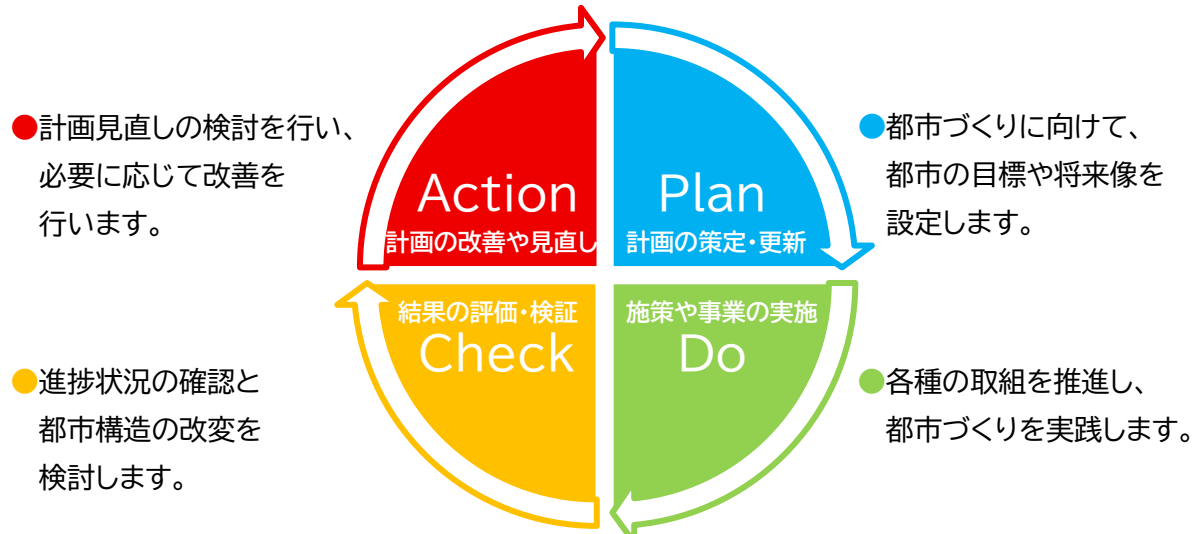 ●計画見直しの検討を行い、
必要に応じて改善を
行います。
Action
計画の改善や見直し
Plan
計画の策定・更新
●都市づくりに向けて、
都市の目標や将来像を
設定します。
●進捗状況の確認と
都市構造の改変を
検討します。
結果の評価・検証
Check
施策や事業の実施
Do
●各種の取組を推進し、
都市づくりを実践します。